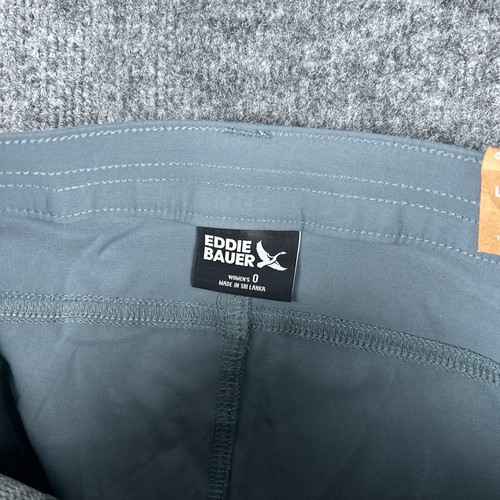 EDDIE
BAUER
WOMEN'S 0
MADE IN SRI LANKA